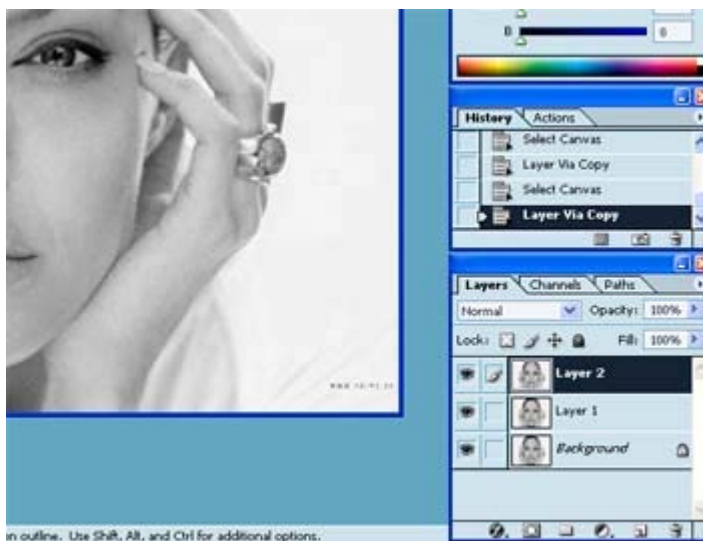 B 0
History Actions
Select Canvas
Layer Via Copy
Select Canvas
Layer Via Copy
Layers Channels Paths
Normal Opacity: 100%
Lock: Fill: 100%
Layer 2
Layer 1
Background
n outline. Use Shift, Alt, and Ctrl for additional options.